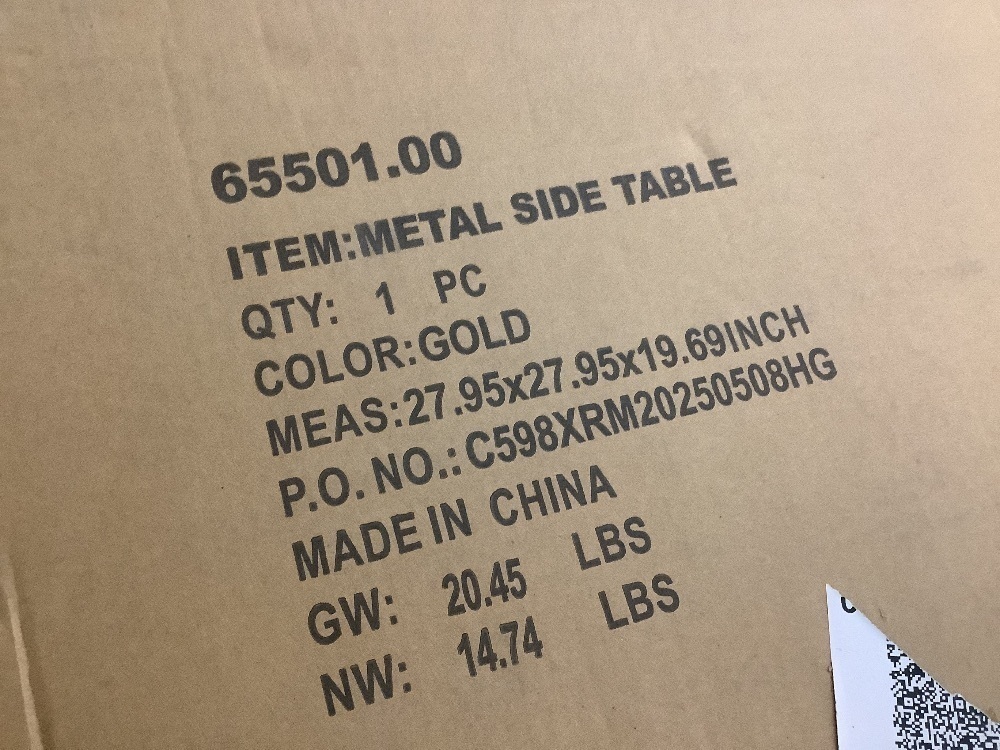 65501.00
ITEM:METAL SIDE TABLE
QTY: 1 PC
COLOR:GOLD
MEAS:27.95x27.95x19.69INCH
P.O. NO.:C598XRM20250508HG
MADE IN CHINA
GW: 20.45 LBS
NW: 14.74 LBS